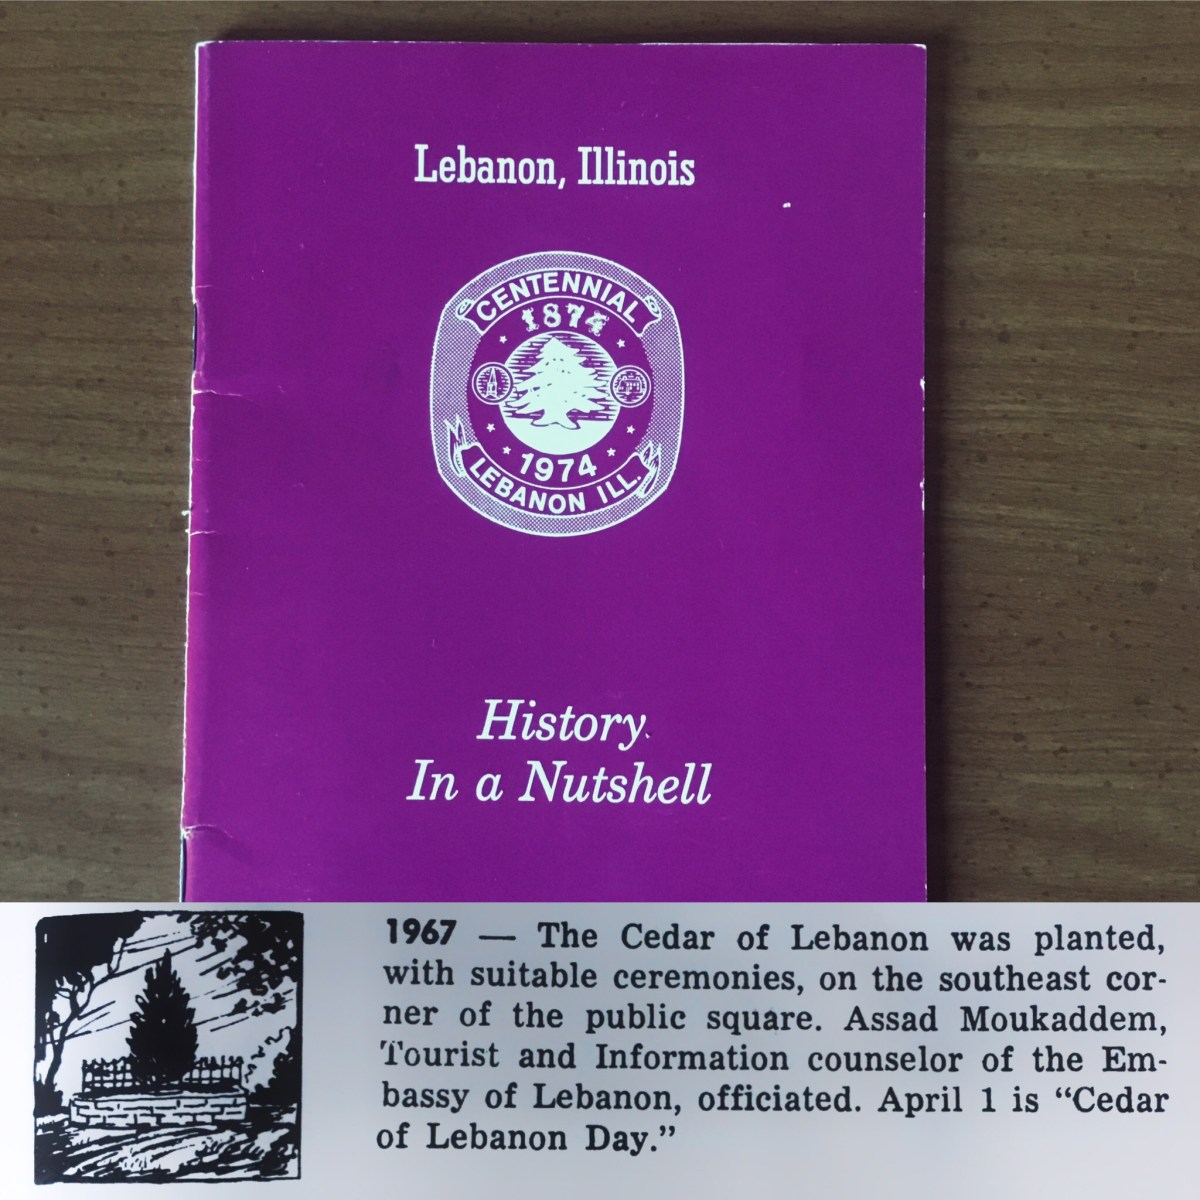 Lebanon, Illinois
CENTENNIAL
1874
1974
LEBANON ILL.
History
In a Nutshell
1967 — The Cedar of Lebanon was planted,
with suitable ceremonies, on the southeast cor-
ner of the public square. Assad Moukaddem,
Tourist and Information counselor of the Em-
bassy of Lebanon, officiated. April 1 is “Cedar
of Lebanon Day.”